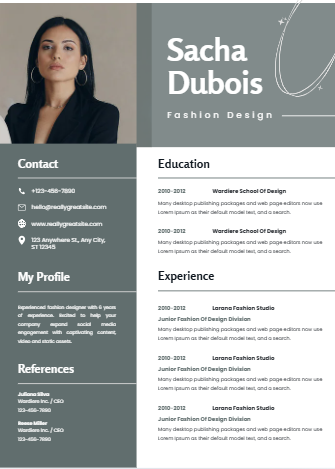 Sacha
Dubois
Fashion Design
Contact
+123-456-7890
hello@reallygreatsite.com
www.reallygreatsite.com
123 Anywhere St., Any City,
ST 12345
My Profile
Experienced fashion designer with 6 years
of experience. Excited to help your
company expand social media
engagement with captivating content,
video and static assets.
References
Juliana Silva
Wardiere Inc. / CEO
123-456-7890
Reese Miller
Wardiere Inc. / CEO
123-456-7890
Education
2010-2012 Wardiere School Of Design
Many desktop publishing packages and web page editors now use
Lorem Ipsum as their default model text, and a search.
2010-2012 Wardiere School Of Design
Many desktop publishing packages and web page editors now use
Lorem Ipsum as their default model text, and a search.
Experience
2010-2012 Larana Fashion Studio
Junior Fashion Of Design Division
Many desktop publishing packages and web page editors now use
Lorem Ipsum as their default model text, and a search.
2010-2012 Larana Fashion Studio
Junior Fashion Of Design Division
Many desktop publishing packages and web page editors now use
Lorem Ipsum as their default model text, and a search.
2010-2012 Larana Fashion Studio
Junior Fashion Of Design Division
Many desktop publishing packages and web page editors now use
Lorem Ipsum as their default model text, and a search.